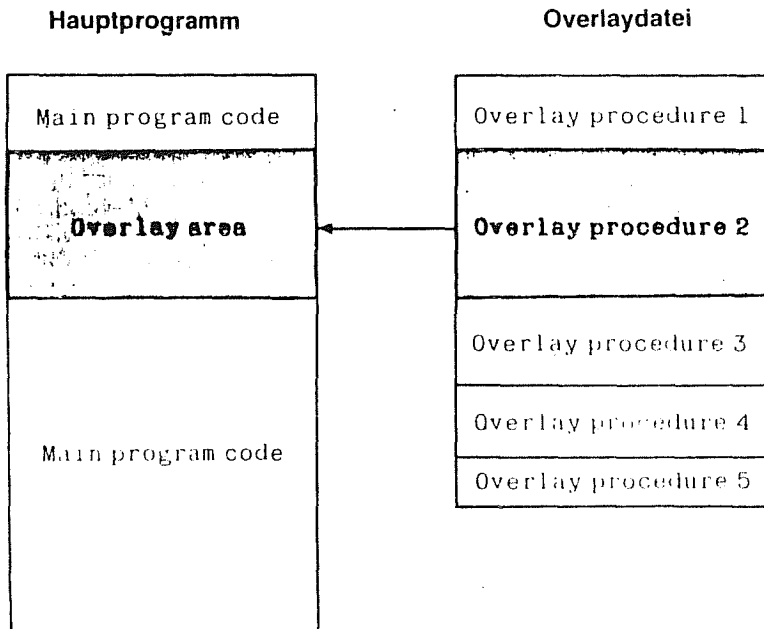 Hauptprogramm
Main program code
Overlay area
Main program code
Overlaydatei
Overlay procedure 1
Overlay procedure 2
Overlay procedure 3
Overlay procedure 4
Overlay procedure 5